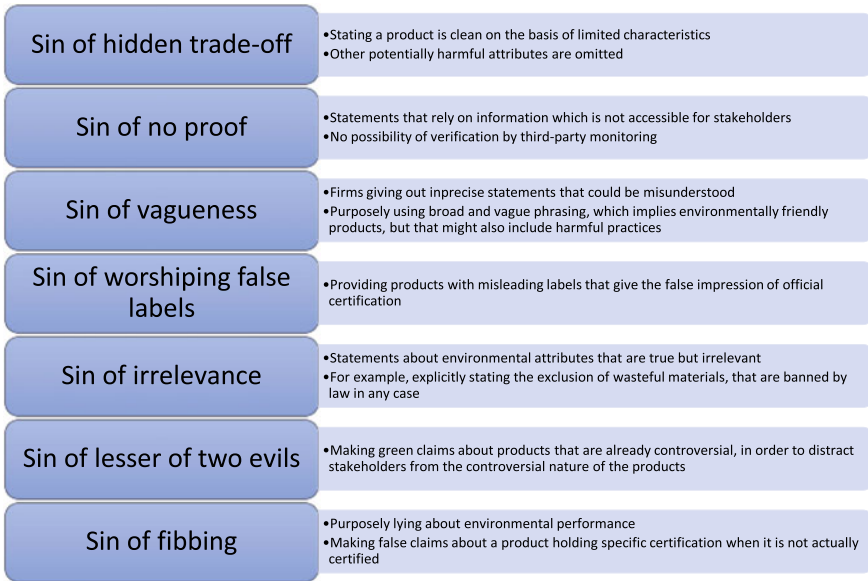 Sin of hidden trade-off
•Stating a product is clean on the basis of limited characteristics
•Other potentially harmful attributes are omitted
Sin of no proof
•Statements that rely on information which is not accessible for stakeholders
•No possibility of verification by third-party monitoring
Sin of vagueness
•Firms giving out inprecise statements that could be misunderstood
•Purposely using broad and vague phrasing, which implies environmentally friendly
products, but that might also include harmful practices
Sin of worshiping false
labels
•Providing products with misleading labels that give the false impression of official
certification
Sin of irrelevance
•Statements about environmental attributes that are true but irrelevant
•For example, explicitly stating the exclusion of wasteful materials, that are banned by
law in any case
Sin of lesser of two evils
•Making green claims about products that are already controversial, in order to distract
stakeholders from the controversial nature of the products
Sin of fibbing
•Purposely lying about environmental performance
•Making false claims about a product holding specific certification when it is not actually
certified